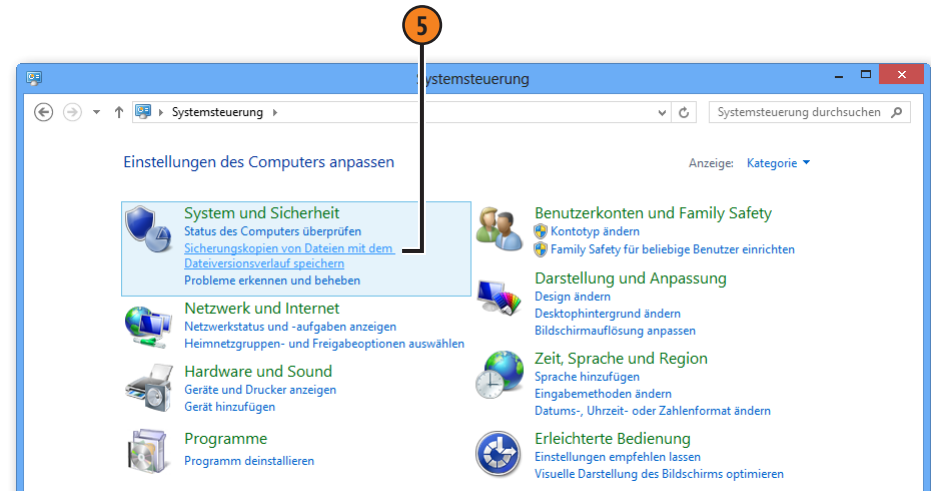 5
Systemsteuerung
Systemsteuerung
Systemsteuerung durchsuchen
Einstellungen des Computers anpassen
Anzeige: Kategorie
System und Sicherheit
Status des Computers überprüfen
Sicherungskopien von Dateien mit dem
Dateiversionsverlauf speichern
Probleme erkennen und beheben
Netzwerk und Internet
Netzwerkstatus und -aufgaben anzeigen
Heimnetzgruppen- und Freigabeoptionen auswählen
Hardware und Sound
Geräte und Drucker anzeigen
Gerät hinzufügen
Programme
Programm deinstallieren
Benutzerkonten und Family Safety
Kontotyp ändern
Family Safety für beliebige Benutzer einrichten
Darstellung und Anpassung
Design ändern
Desktophintergrund ändern
Bildschirmauflösung anpassen
Zeit, Sprache und Region
Sprache hinzufügen
Eingabemethoden ändern
Datums-, Uhrzeit- oder Zahlenformat ändern
Erleichterte Bedienung
Einstellungen empfehlen lassen
Visuelle Darstellung des Bildschirms optimieren